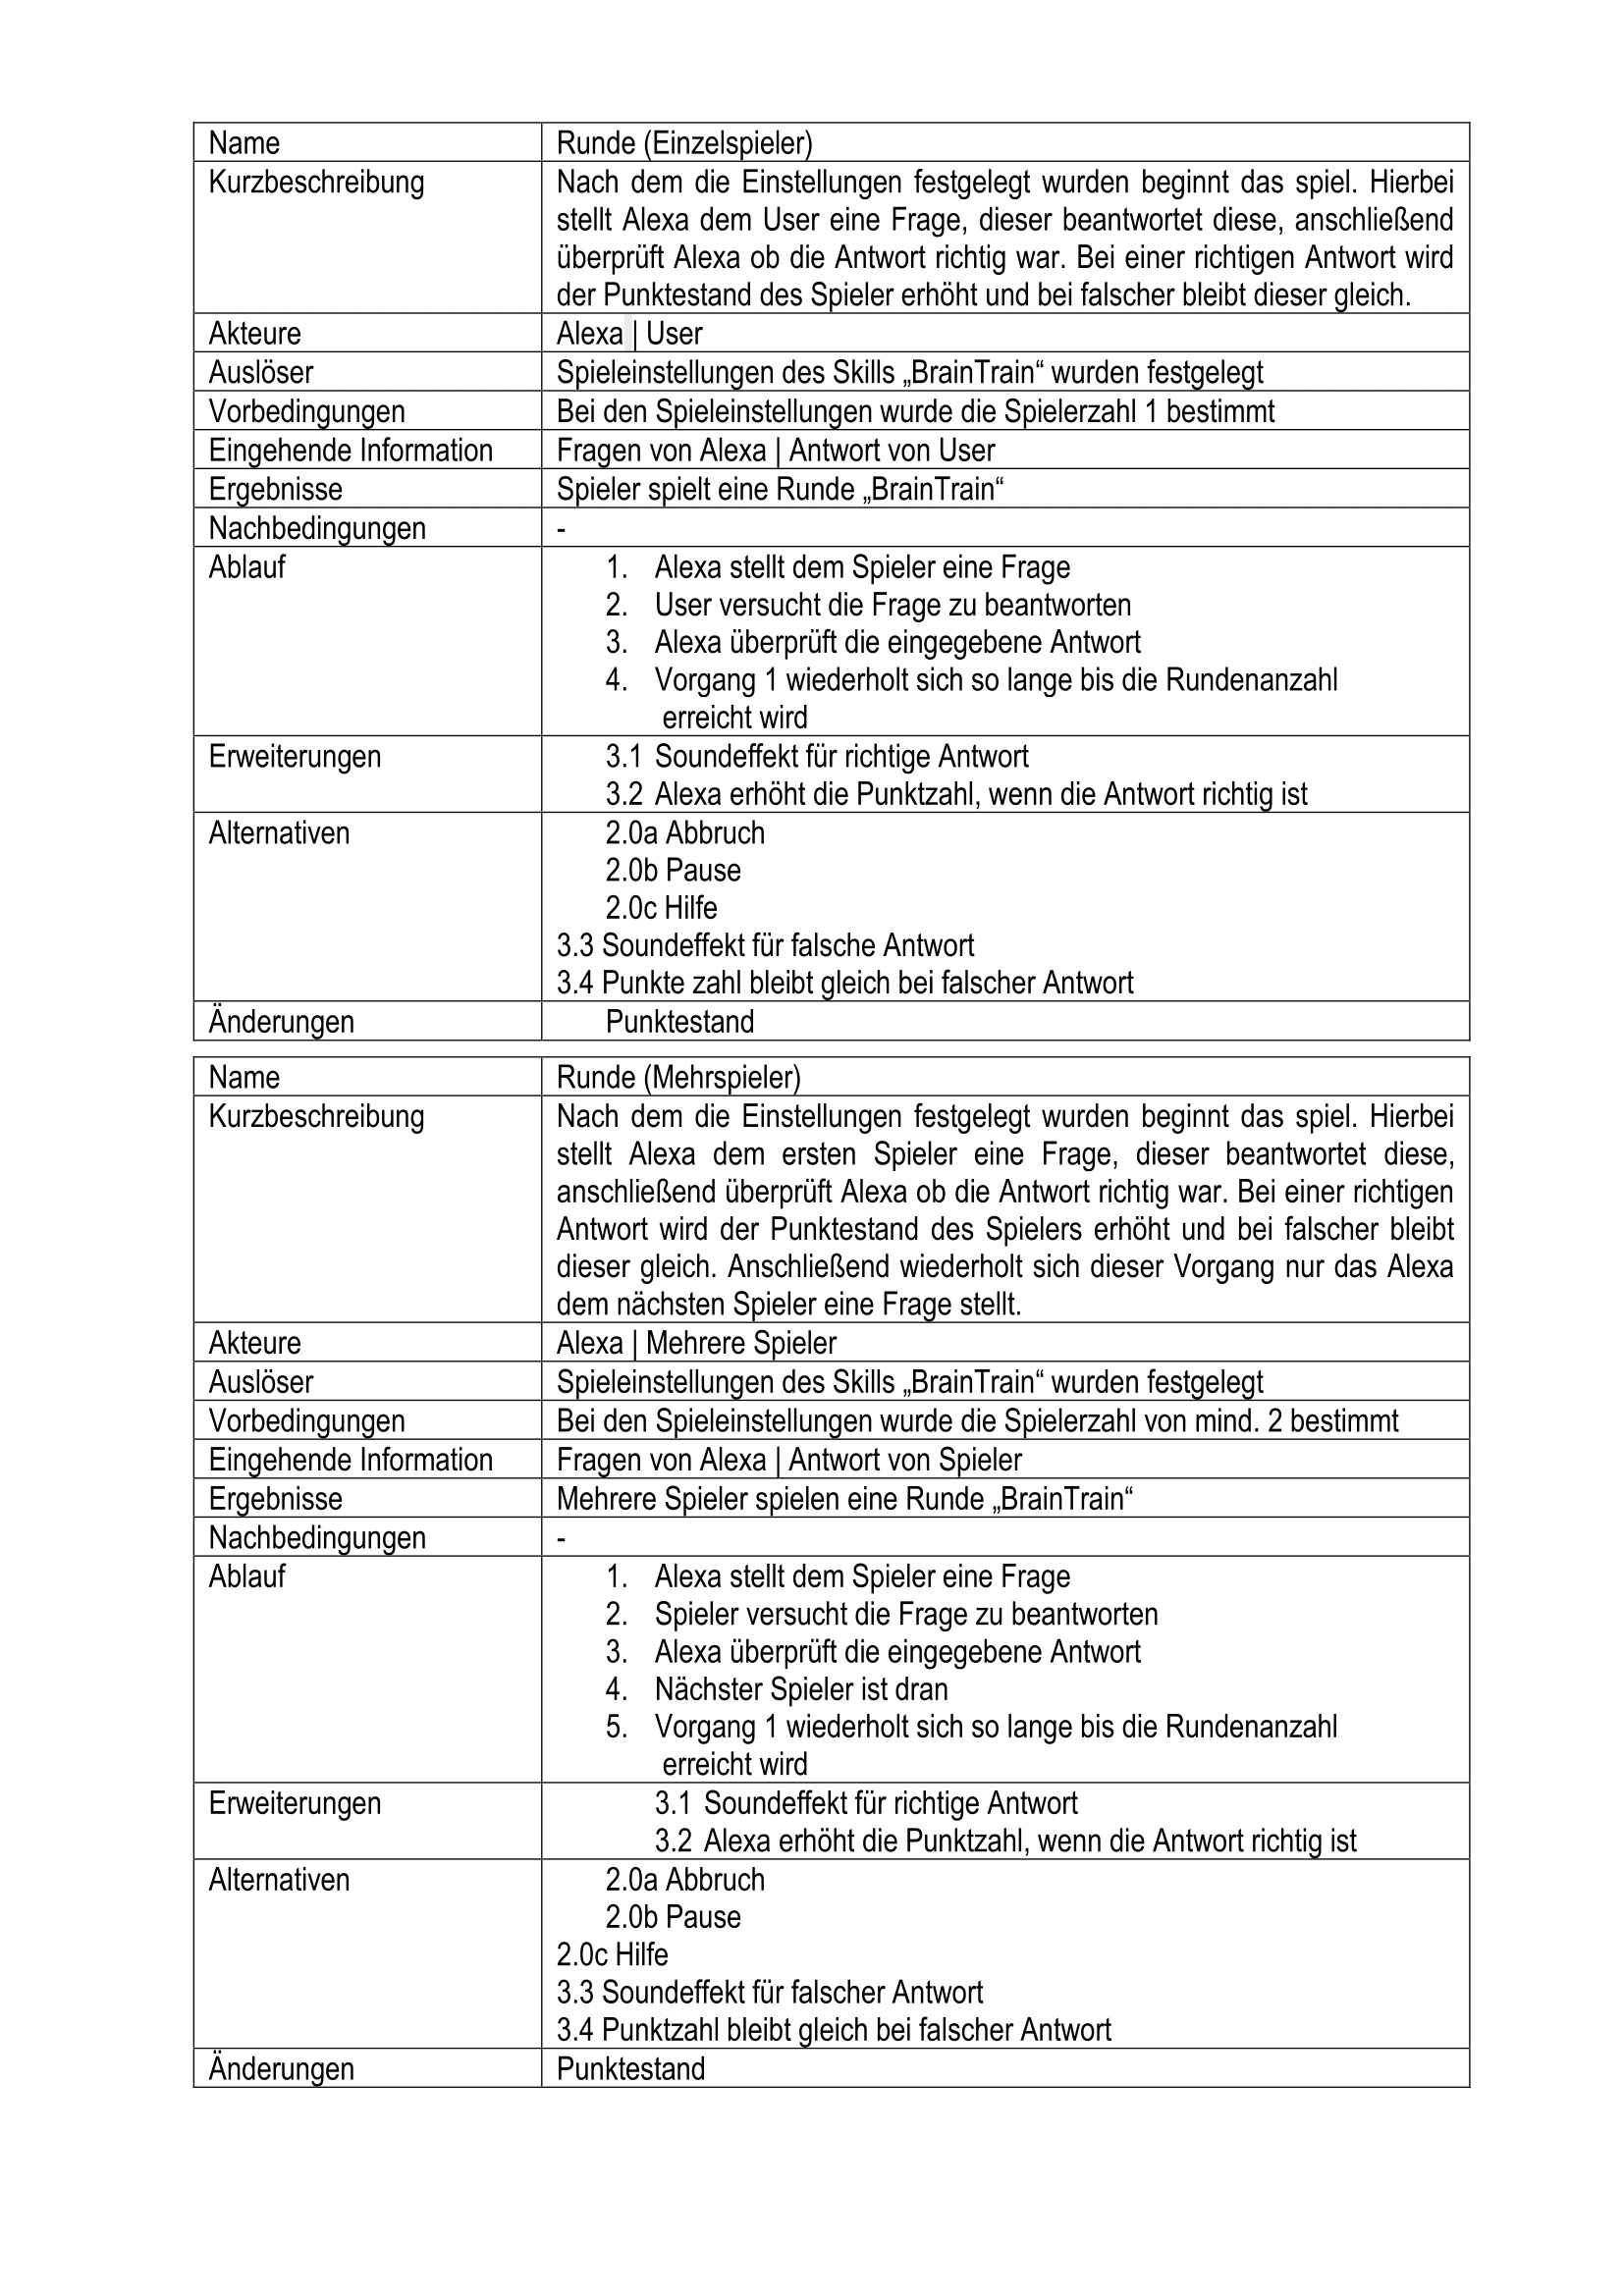 Name Runde (Einzelspieler)
Kurzbeschreibung Nach dem die Einstellungen festgelegt wurden beginnt das spiel. Hierbei
stellt Alexa dem User eine Frage, dieser beantwortet diese, anschließend
überprüft Alexa ob die Antwort richtig war. Bei einer richtigen Antwort wird
der Punktestand des Spieler erhöht und bei falscher bleibt dieser gleich.
Akteure Alexa | User
Auslöser Spieleinstellungen des Skills „BrainTrain“ wurden festgelegt
Vorbedingungen Bei den Spieleinstellungen wurde die Spielerzahl 1 bestimmt
Eingehende Information Fragen von Alexa | Antwort von User
Ergebnisse Spieler spielt eine Runde „BrainTrain“
Nachbedingungen -
Ablauf 1. Alexa stellt dem Spieler eine Frage
2. User versucht die Frage zu beantworten
3. Alexa überprüft die eingegebene Antwort
4. Vorgang 1 wiederholt sich so lange bis die Rundenanzahl
erreicht wird
Erweiterungen 3.1 Soundeffekt für richtige Antwort
3.2 Alexa erhöht die Punktzahl, wenn die Antwort richtig ist
Alternativen 2.0a Abbruch
2.0b Pause
2.0c Hilfe
3.3 Soundeffekt für falsche Antwort
3.4 Punkte zahl bleibt gleich bei falscher Antwort
Änderungen Punktestand
Name Runde (Mehrspieler)
Kurzbeschreibung Nach dem die Einstellungen festgelegt wurden beginnt das spiel. Hierbei
stellt Alexa dem ersten Spieler eine Frage, dieser beantwortet diese,
anschließend überprüft Alexa ob die Antwort richtig war. Bei einer richtigen
Antwort wird der Punktestand des Spielers erhöht und bei falscher bleibt
dieser gleich. Anschließend wiederholt sich dieser Vorgang nur das Alexa
dem nächsten Spieler eine Frage stellt.
Akteure Alexa | Mehrere Spieler
Auslöser Spieleinstellungen des Skills „BrainTrain“ wurden festgelegt
Vorbedingungen Bei den Spieleinstellungen wurde die Spielerzahl von mind. 2 bestimmt
Eingehende Information Fragen von Alexa | Antwort von Spieler
Ergebnisse Mehrere Spieler spielen eine Runde „BrainTrain“
Nachbedingungen -
Ablauf 1. Alexa stellt dem Spieler eine Frage
2. Spieler versucht die Frage zu beantworten
3. Alexa überprüft die eingegebene Antwort
4. Nächster Spieler ist dran
5. Vorgang 1 wiederholt sich so lange bis die Rundenanzahl
erreicht wird
Erweiterungen 3.1 Soundeffekt für richtige Antwort
3.2 Alexa erhöht die Punktzahl, wenn die Antwort richtig ist
Alternativen 2.0a Abbruch
2.0b Pause
2.0c Hilfe
3.3 Soundeffekt für falscher Antwort
3.4 Punktzahl bleibt gleich bei falscher Antwort
Änderungen Punktestand